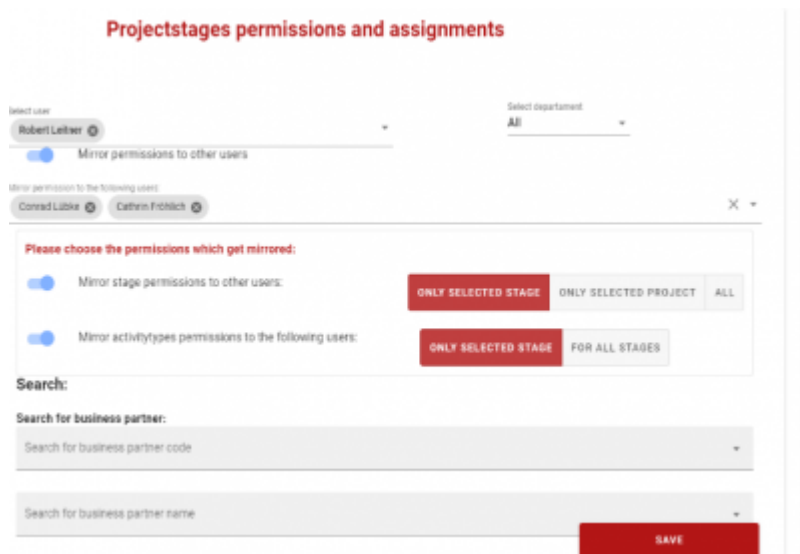 Projectstages permissions and assignments
Select user
Select departament
Robert Leitner
All
Mirror permissions to other users
Mirror permission to the following users:
Conrad Lübke
Cathrin Fröhlich
Please choose the permissions which get mirrored:
Mirror stage permissions to other users:
ONLY SELECTED STAGE
ONLY SELECTED PROJECT
ALL
Mirror activitytypes permissions to the following users:
ONLY SELECTED STAGE
FOR ALL STAGES
Search:
Search for business partner:
Search for business partner code
Search for business partner name
SAVE